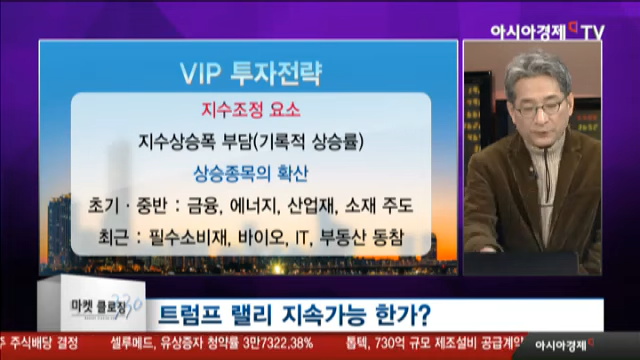 아시아경제 TV
VIP 투자전략
지수조정 요소
지수상승폭 부담(기록적 상승률)
상승종목의 확산
초기 · 중반 : 금융, 에너지, 산업재, 소재 주도
최근 : 필수소비재, 바이오, IT, 부동산 동참
마켓 클로징 330
트럼프 랠리 지속가능 한가?
주 주식배당 결정 셀루메드, 유상증자 청약률 3만7322,38% 톱텍, 730억 규모 제조설비 공급계약 아시아경제